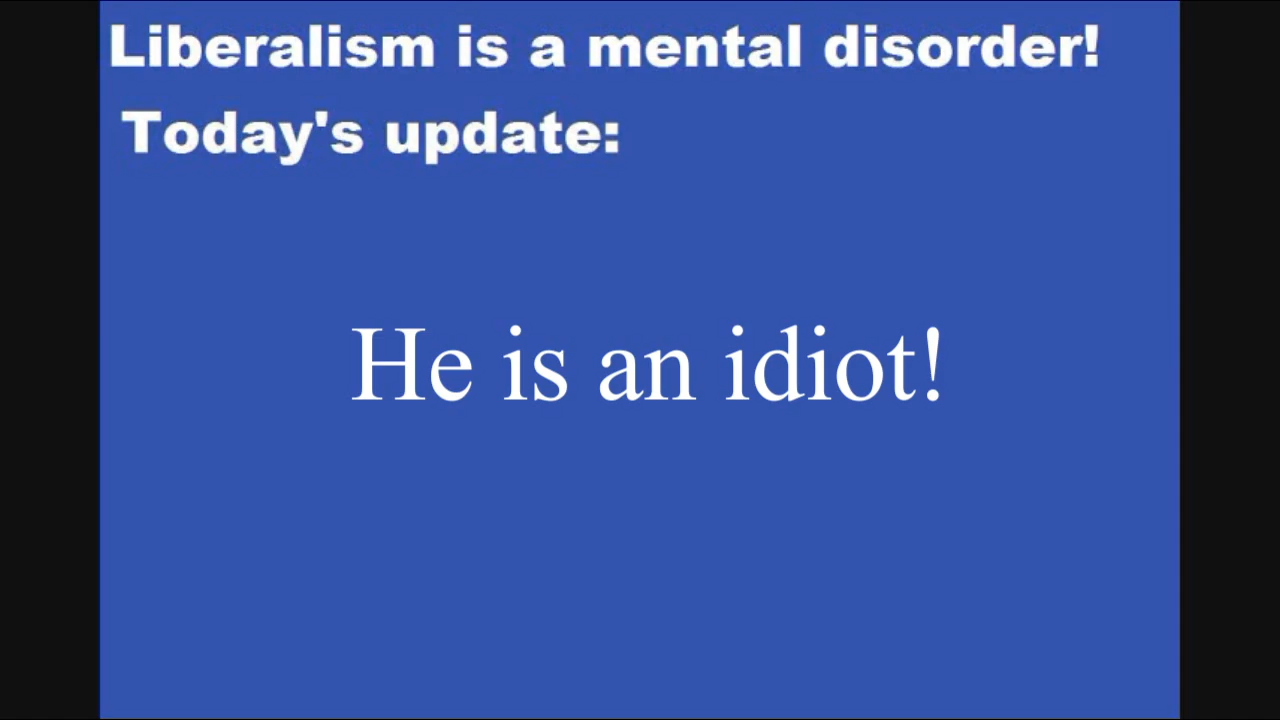 Liberalism is a mental disorder!
Today's update:
He is an idiot!